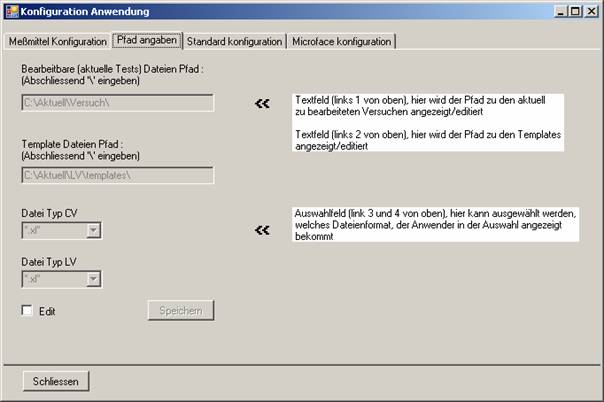 Konfiguration Anwendung
Meßmittel Konfiguration
Pfad angaben
Standard konfiguration
Microface konfiguration
Bearbeitbare (aktuelle Tests) Dateien Pfad :
(Abschliessend '\' eingeben)
C:\Aktuell\Versuch\
<<
Textfeld (links 1 von oben), hier wird der Pfad zu den aktuell
zu bearbeiteten Versuchen angezeigt/editiert
Textfeld (links 2 von oben), hier wird der Pfad zu den Templates
angezeigt/editiert
Template Dateien Pfad :
(Abschliessend '\' eingeben)
C:\Aktuell\LV\templates\
Datei Typ CV
".xl"
<<
Auswahlfeld (link 3 und 4 von oben), hier kann ausgewählt werden,
welches Dateienformat, der Anwender in der Auswahl angezeigt
bekommt
Datei Typ LV
".xl"
Edit
Speichern
Schliessen